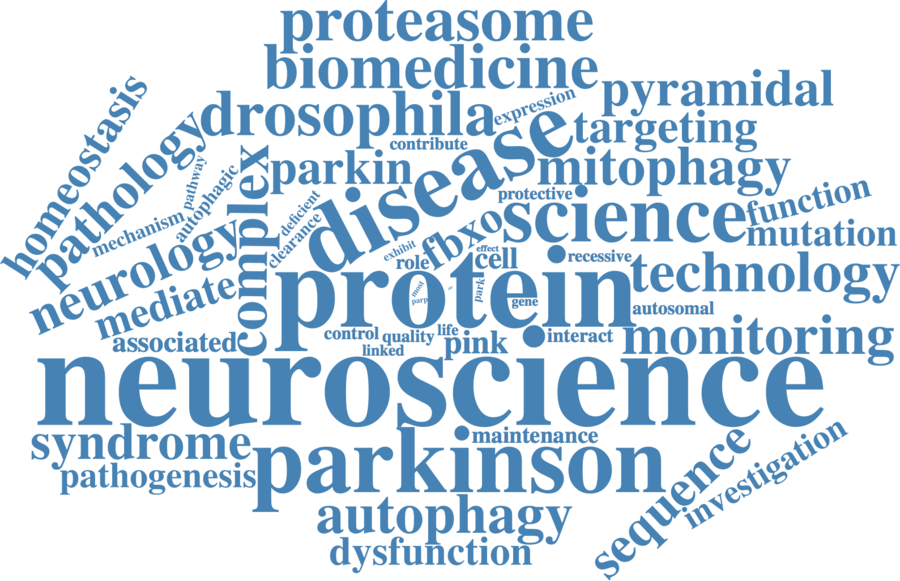 proteasome
biomedicine
pyramidal
drosophila
expression
homeostasis
pathology
disease
targeting
contribute
pathway
autophagic
parkin
mitophagy
complex
deficient
protective
science
function
mechanism
clearance
neurology
exhibit
fbxo
effect
mutation
role
cell
recessive
technology
protein
mediate
most
parp
park
gene
autosomal
associated
control
quality
life
linked
pink
interact
monitoring
neuroscience
syndrome
parkinson
maintenance
sequence
investigation
pathogenesis
autophagy
dysfunction